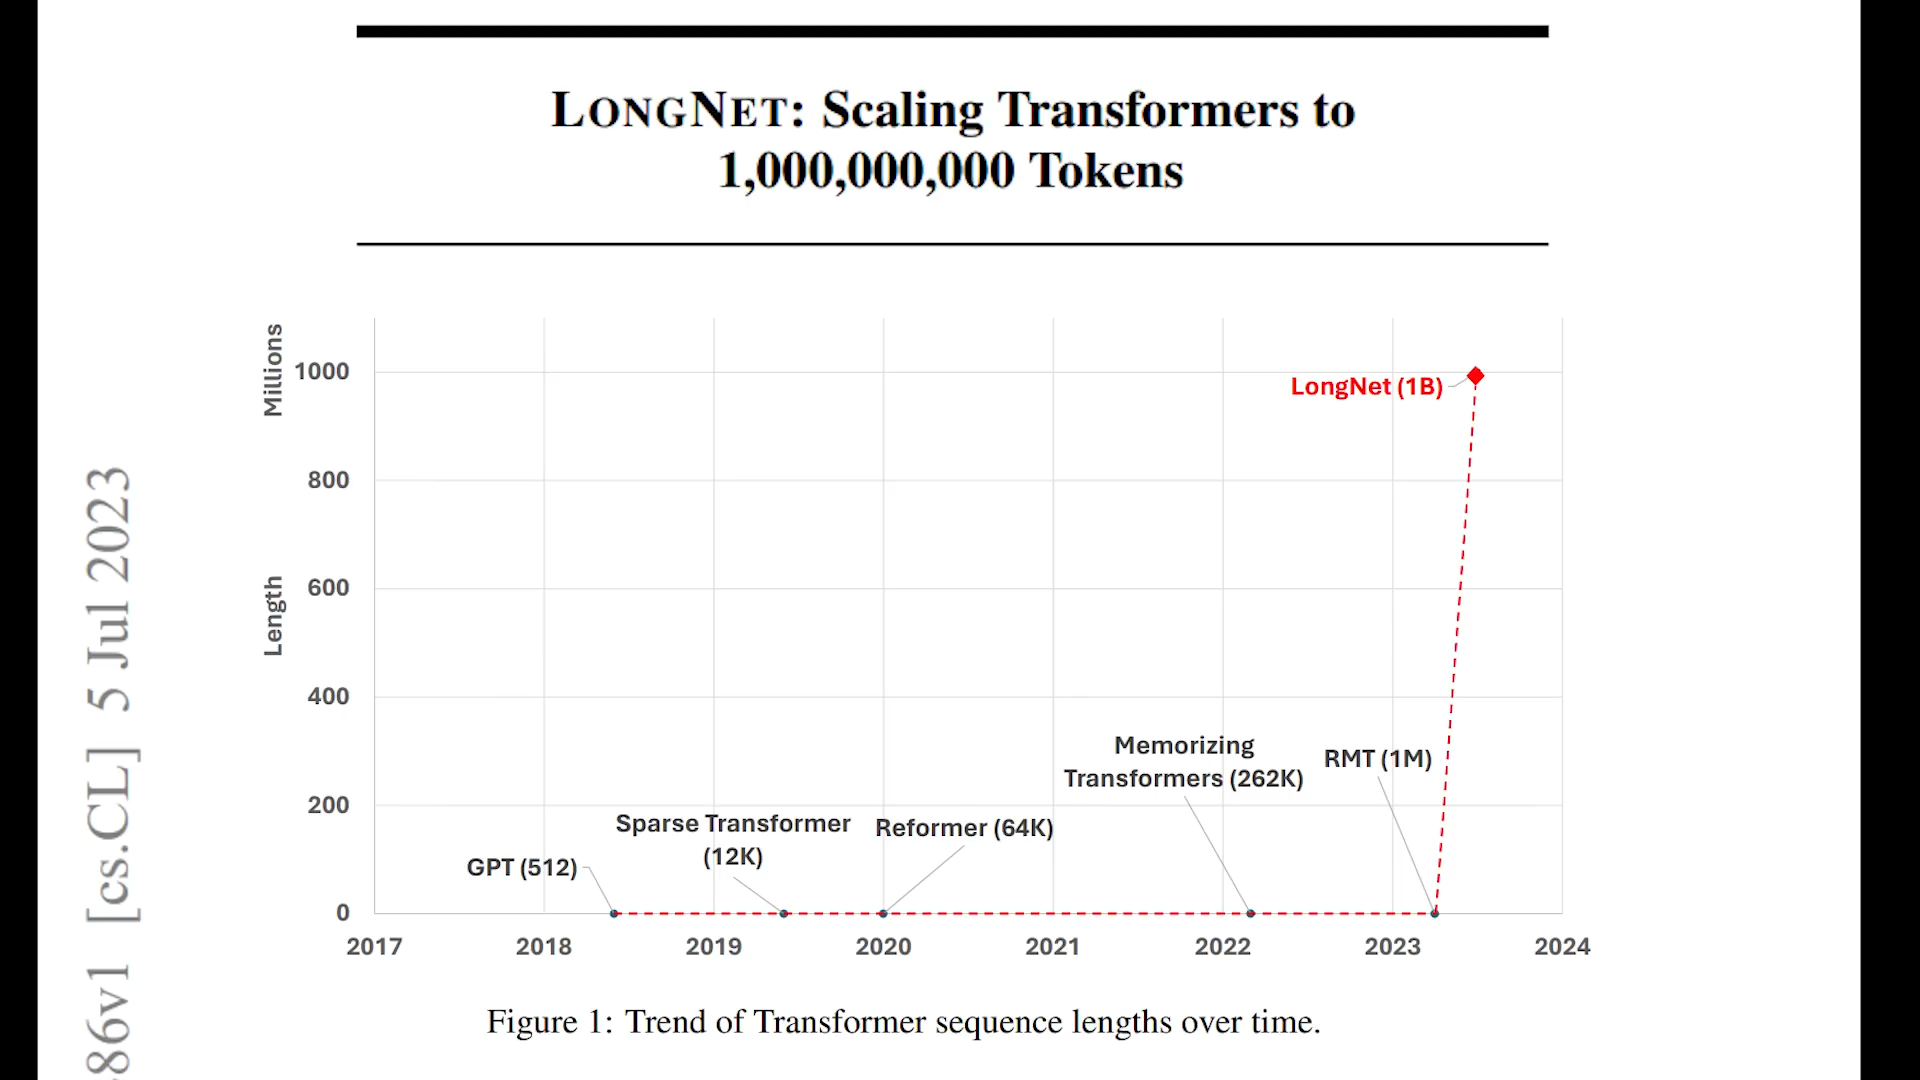 LONGNET: Scaling Transformers to
1,000,000,000 Tokens
86v1 [cs.CL] 5 Jul 2023
Millions
Length
1000
800
600
400
200
0
LongNet (1B)
Memorizing
Transformers (262K)
RMT (1M)
Sparse Transformer
(12K)
Reformer (64K)
GPT (512)
2017 2018 2019 2020 2021 2022 2023 2024
Figure 1: Trend of Transformer sequence lengths over time.